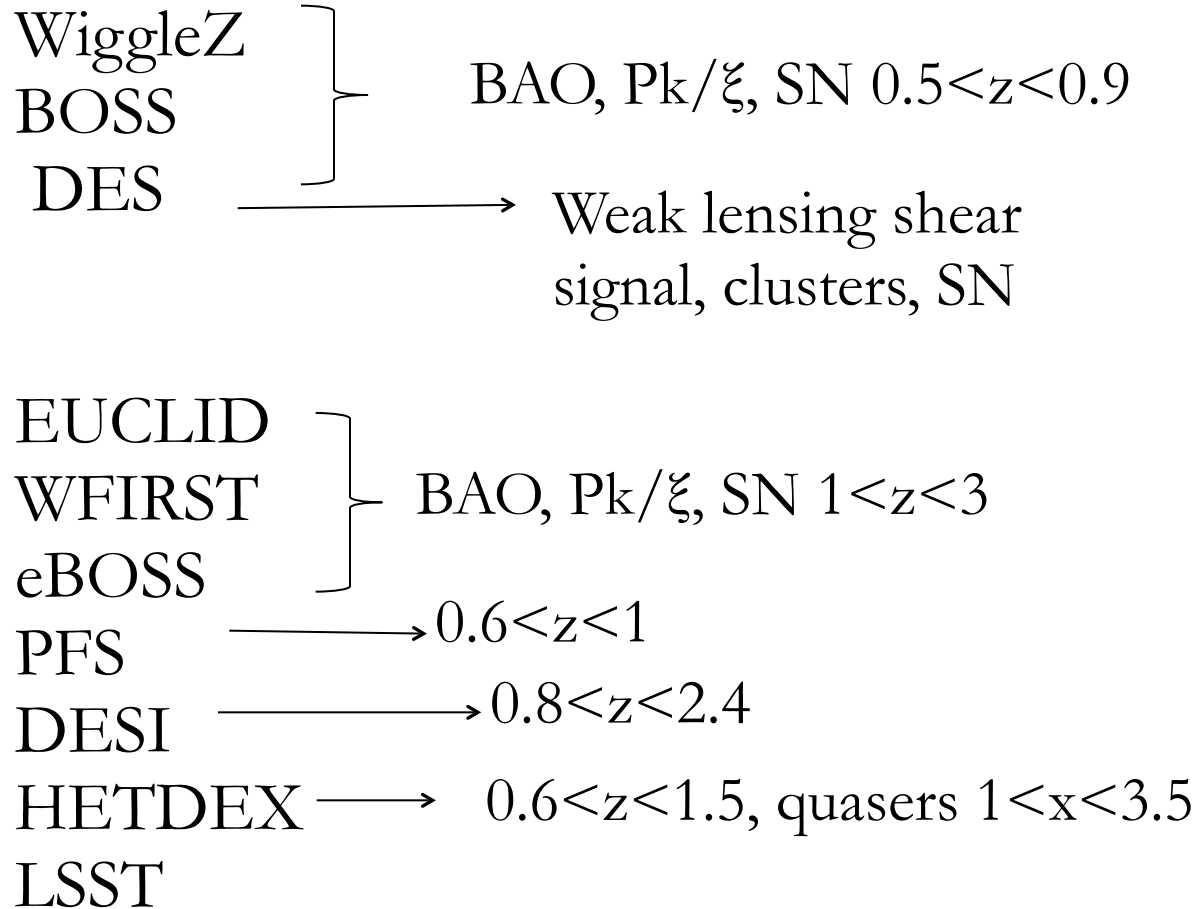 WiggleZ
BOSS
DES
BAO, Pk/ξ, SN 0.5<z<0.9
Weak lensing shear
signal, clusters, SN
EUCLID
WFIRST
eBOSS
BAO, Pk/ξ, SN 1<z<3
PFS
0.6<z<1
DESI
0.8<z<2.4
HETDEX
0.6<z<1.5, quasers 1<x<3.5
LSST